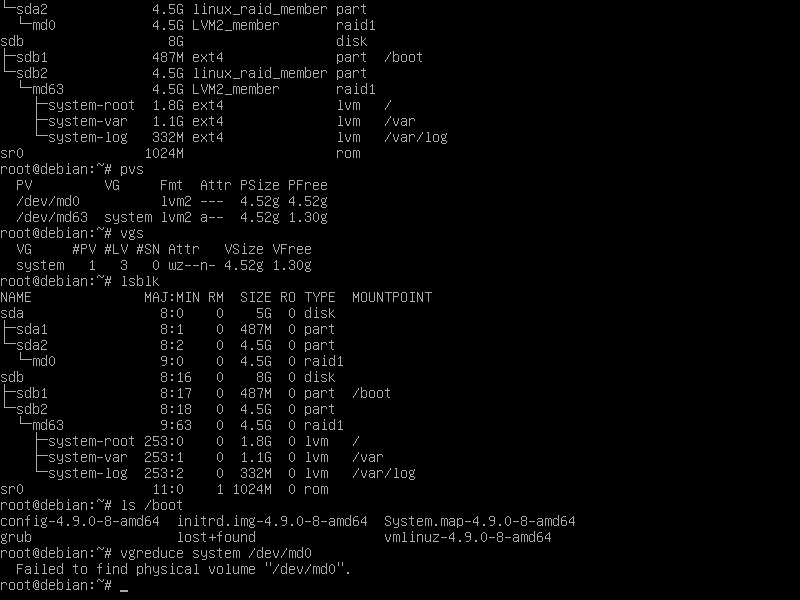 └─sda2                4.5G linux_raid_member part
  └─md0               4.5G LVM2_member       raid1
sdb                     8G                   disk
├─sdb1                487M ext4              part  /boot
└─sdb2                4.5G linux_raid_member part
  └─md63              4.5G LVM2_member       raid1
    ├─system-root     1.8G ext4              lvm   /
    ├─system-var      1.1G ext4              lvm   /var
    └─system-log      332M ext4              lvm   /var/log
sr0                  1024M                   rom
root@debian:~# pvs
  PV         VG     Fmt  Attr PSize PFree
  /dev/md0          lvm2 ---  4.52g 4.52g
  /dev/md63  system lvm2 a--  4.52g 1.30g
root@debian:~# vgs
  VG     #PV #LV #SN Attr   VSize VFree
  system   1   3   0 wz--n- 4.52g 1.30g
root@debian:~# lsblk
NAME              MAJ:MIN RM  SIZE RO TYPE  MOUNTPOINT
sda                 8:0    0    5G  0 disk
├─sda1              8:1    0  487M  0 part
└─sda2              8:2    0  4.5G  0 part
  └─md0             9:0    0  4.5G  0 raid1
sdb                 8:16   0    8G  0 disk
├─sdb1              8:17   0  487M  0 part  /boot
└─sdb2              8:18   0  4.5G  0 part
  └─md63            9:63   0  4.5G  0 raid1
    ├─system-root 253:0    0  1.8G  0 lvm   /
    ├─system-var  253:1    0  1.1G  0 lvm   /var
    └─system-log  253:2    0  332M  0 lvm   /var/log
sr0                11:0    1 1024M  0 rom
root@debian:~# ls /boot
config-4.9.0-8-amd64  initrd.img-4.9.0-8-amd64  System.map-4.9.0-8-amd64
grub                  lost+found                vmlinuz-4.9.0-8-amd64
root@debian:~# vgreduce system /dev/md0
  Failed to find physical volume "/dev/md0".
root@debian:~# _